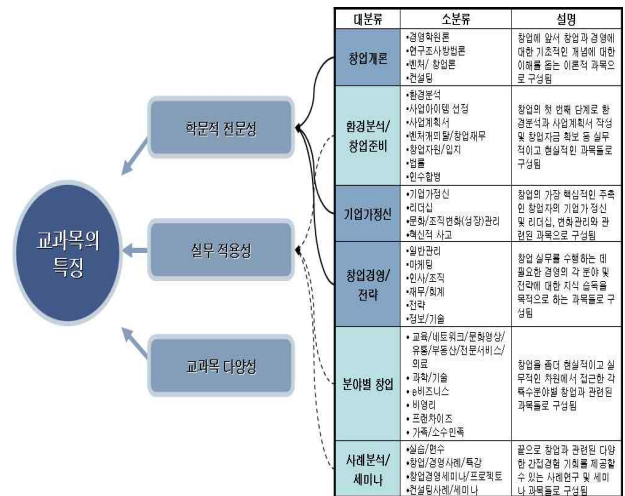 교과목의
특징
학문적 전문성
실무 적용성
교과목 다양성
대분류 소분류 설명
창업개론
•경영학원론
•연구조사방법론
•벤처/ 창업론
•컨설팅
창업에 앞서 창업과 경영에
대한 기초적인 개념에 대한
이해를 돕는 이론적 과목으
로 구성됨
환경분석/
창업준비
•환경분석
•사업아이템 선정
•사업계획서
•벤처캐피탈/창업재무
•창업자원/입지
•법률
•인수합병
창업의 첫 번째 단계로 환
경분석과 사업계획서 작성
및 창업자금 확보 등 실무
적이고 현실적인 과목들로
구성됨
기업가정신
•기업가정신
•리더십
•문화/조직변화(성장)관리
•혁신적 사고
창업의 가장 핵심적인 주축
인 창업자의 기업가 정신
및 리더십, 변화관리와 관
련된 과목으로 구성됨
창업경영/
전략
•일반관리
•마케팅
•인사/조직
•재무/회계
•전략
•정보/기술
창업 실무를 수행하는 데
필요한 경영의 각 분야 및
전략에 대한 지식 습득을
목적으로 하는 과목들로 구
성됨
분야별 창업
• 교육/네트워크/문화영상/
유통/부동산/전문서비스/
의료
• 과학/기술
• e비즈니스
• 비영리
• 프랜차이즈
• 가족/소수민족
창업을 좀더 현실적이고 실
무적인 차원에서 접근한 각
특수분야별 창업과 관련된
과목들로 구성됨
사례분석/
세미나
•실습/연수
•창업/경영사례/특강
•창업경영세미나/프로젝트
•컨설팅사례/세미나
끝으로 창업과 관련된 다양
한 간접경험 기회를 제공할
수 있는 사례연구 및 세미
나 과목들로 구성됨